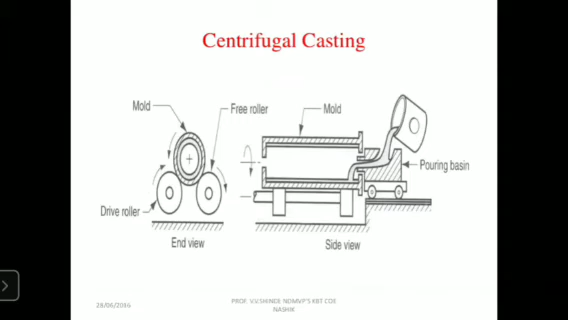 Centrifugal Casting
Mold
Free roller
Mold
Pouring basin
Drive roller
End view
Side view
28/06/2016
PROF. V.V.SHINDE NDMVP'S KBT COE
NASHIK